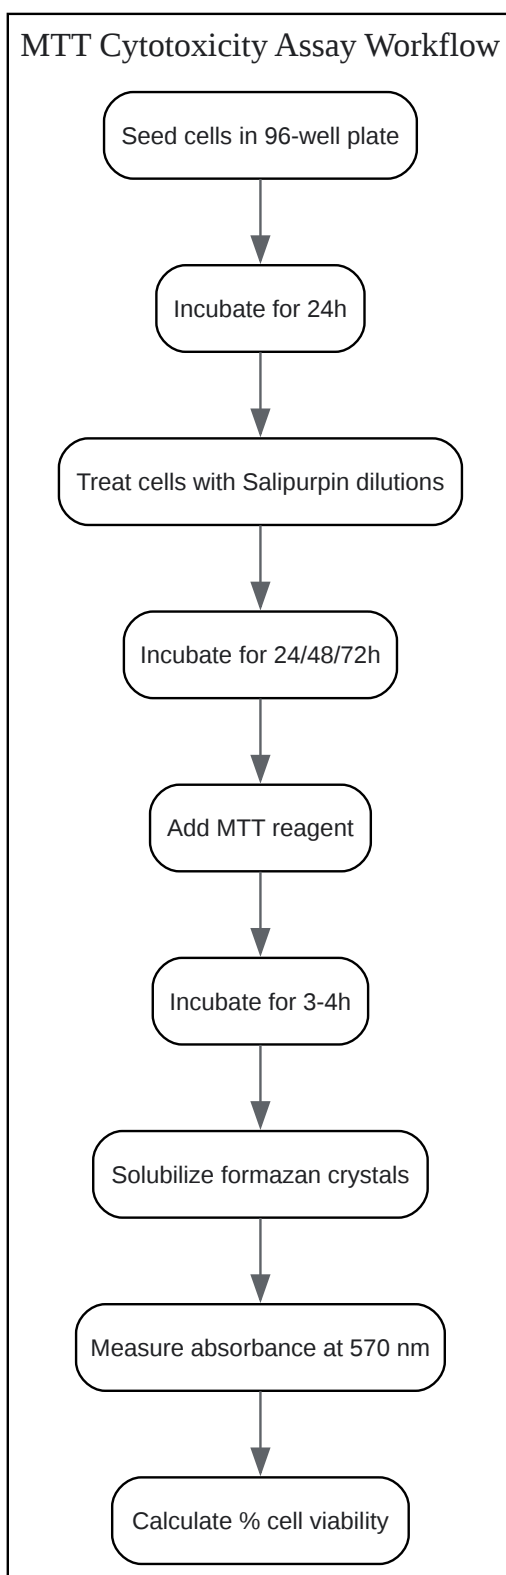 MTT Cytotoxicity Assay Workflow
Seed cells in 96-well plate
Incubate for 24h
Treat cells with Salipurpin dilutions
Incubate for 24/48/72h
Add MTT reagent
Incubate for 3-4h
Solubilize formazan crystals
Measure absorbance at 570 nm
Calculate % cell viability